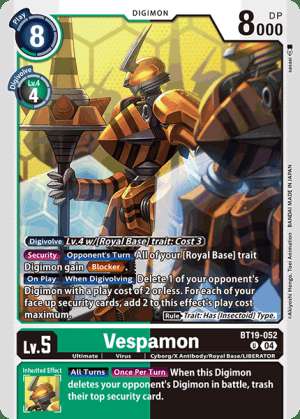 DIGIMON
Play
8
DP
8000
Digivolve
Lv.4
4
sasasi
Digivolve Lv.4 w/ [Royal Base] trait: Cost 3
Security Opponent's Turn All of your [Royal Base] trait
Digimon gain Blocker.
On Play When Digivolving Delete 1 of your opponent's
Digimon with a play cost of 2 or less. For each of your
face up security cards, add 2 to this effect's play cost
maximum.
Rule Trait: Has [Insectoid] Type.
©Akiyoshi Hongo, Toei Animation · BANDAI MADE IN JAPAN
Lv.5
Vespamon
BT19-052
U 04
Ultimate Virus Cyborg/X Antibody/Royal Base/LIBERATOR
Inherited Effect
All Turns Once Per Turn When this Digimon
deletes your opponent's Digimon in battle, trash
their top security card.